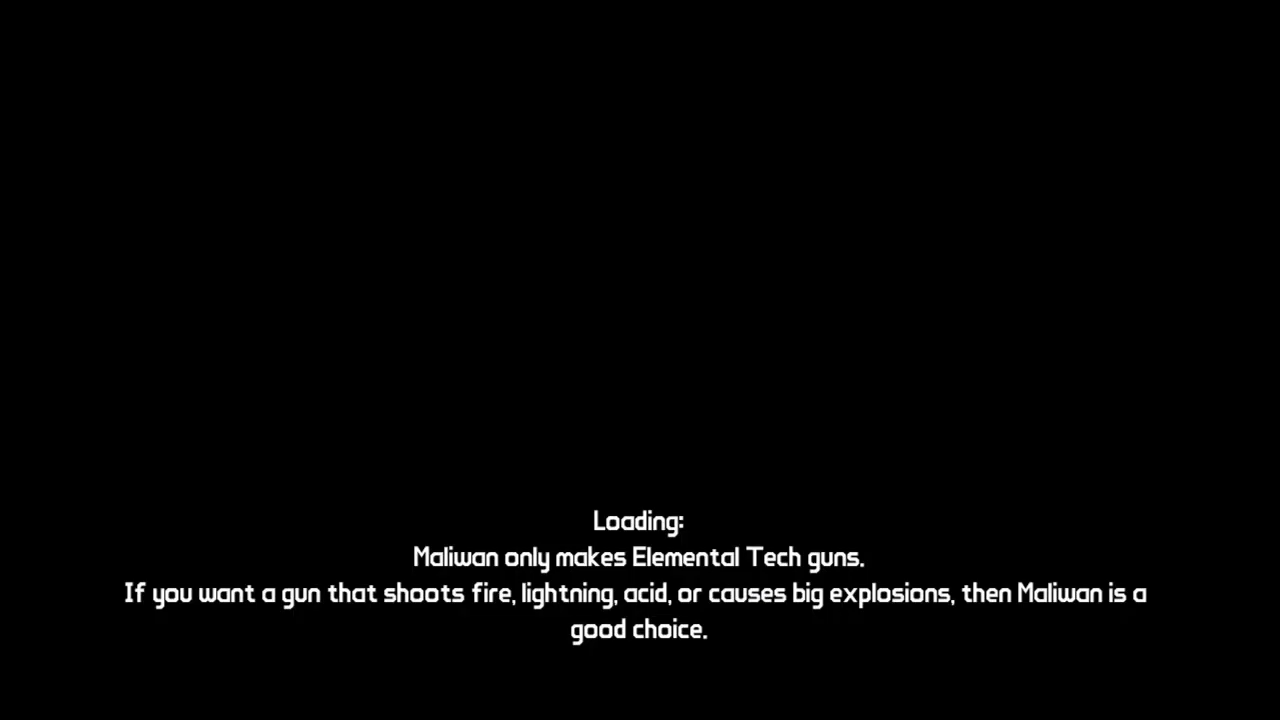 Loading:
Maliwan only makes Elemental Tech guns.
If you want a gun that shoots fire, lightning, acid, or causes big explosions, then Maliwan is a
good choice.